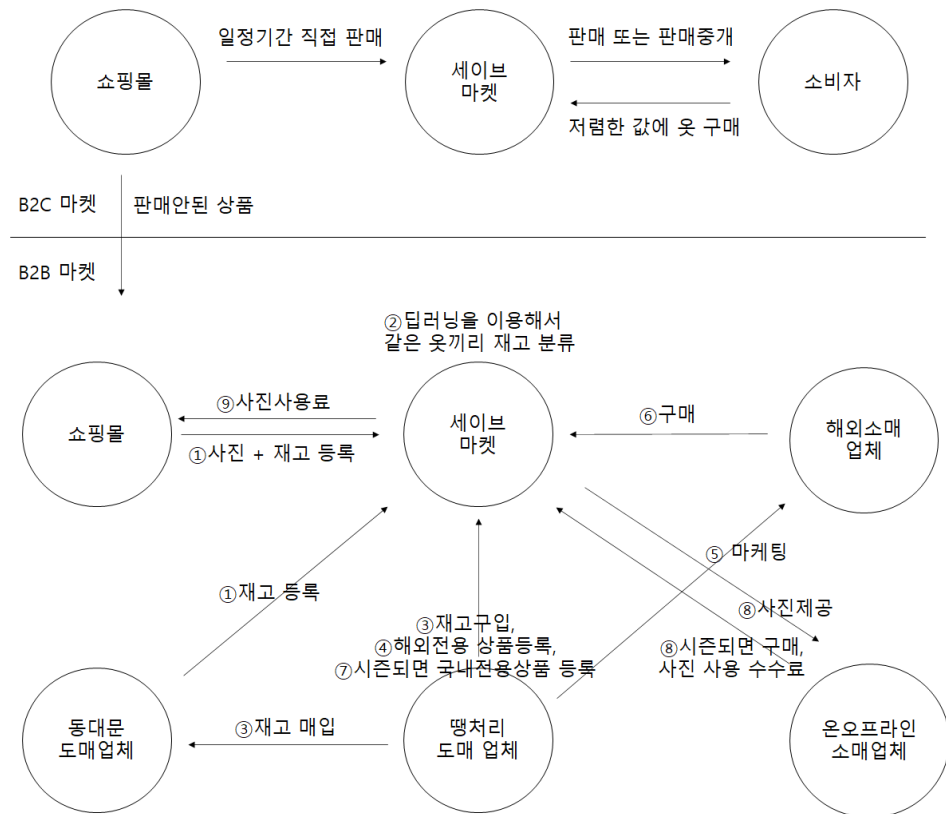 일정기간 직접 판매
판매 또는 판매중개
쇼핑몰
세이브
마켓
소비자
저렴한 값에 옷 구매
B2C 마켓
판매안된 상품
B2B 마켓
②딥러닝을 이용해서
같은 옷끼리 재고 분류
⑨사진사용료
쇼핑몰
①사진 + 재고 등록
세이브
마켓
⑥구매
해외소매
업체
⑤ 마케팅
①재고 등록
⑧사진제공
③재고구입,
④해외전용 상품등록,
⑦시즌되면 국내전용상품 등록
⑧시즌되면 구매,
사진 사용 수수료
동대문
도매업체
③재고 매입
땡처리
도매 업체
온오프라인
소매업체